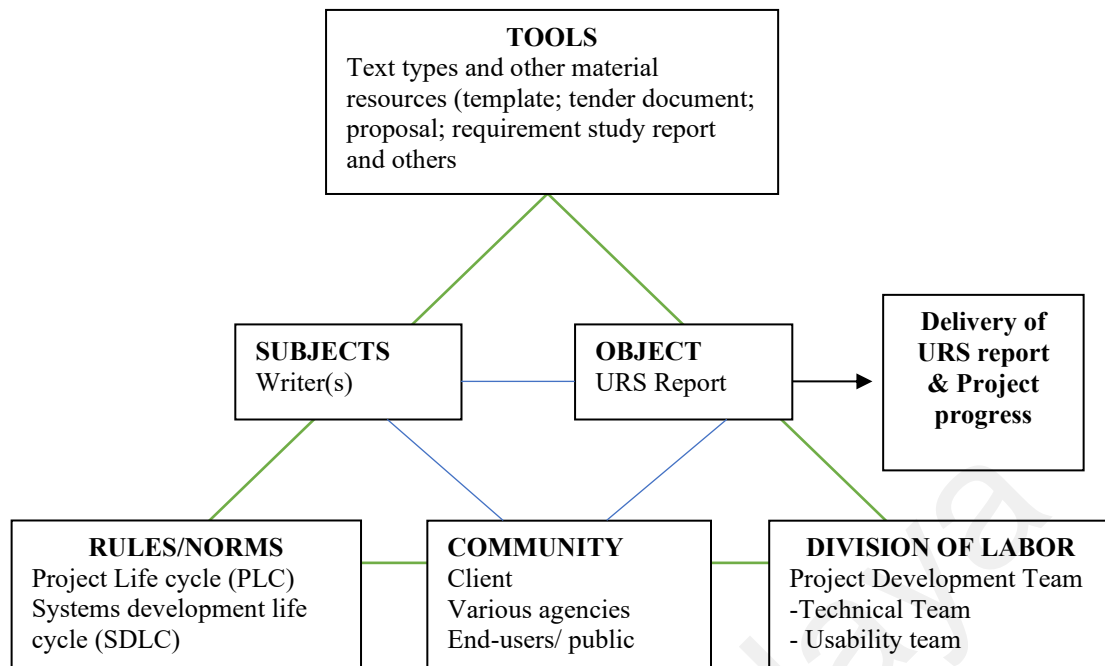 TOOLS
Text types and other material
resources (template; tender document;
proposal; requirement study report
and others
SUBJECTS
Writer(s)
OBJECT
URS Report
Delivery of
URS report
& Project
progress
RULES/NORMS
Project Life cycle (PLC)
Systems development life
cycle (SDLC)
COMMUNITY
Client
Various agencies
End-users/ public
DIVISION OF LABOR
Project Development Team
-Technical Team
- Usability team